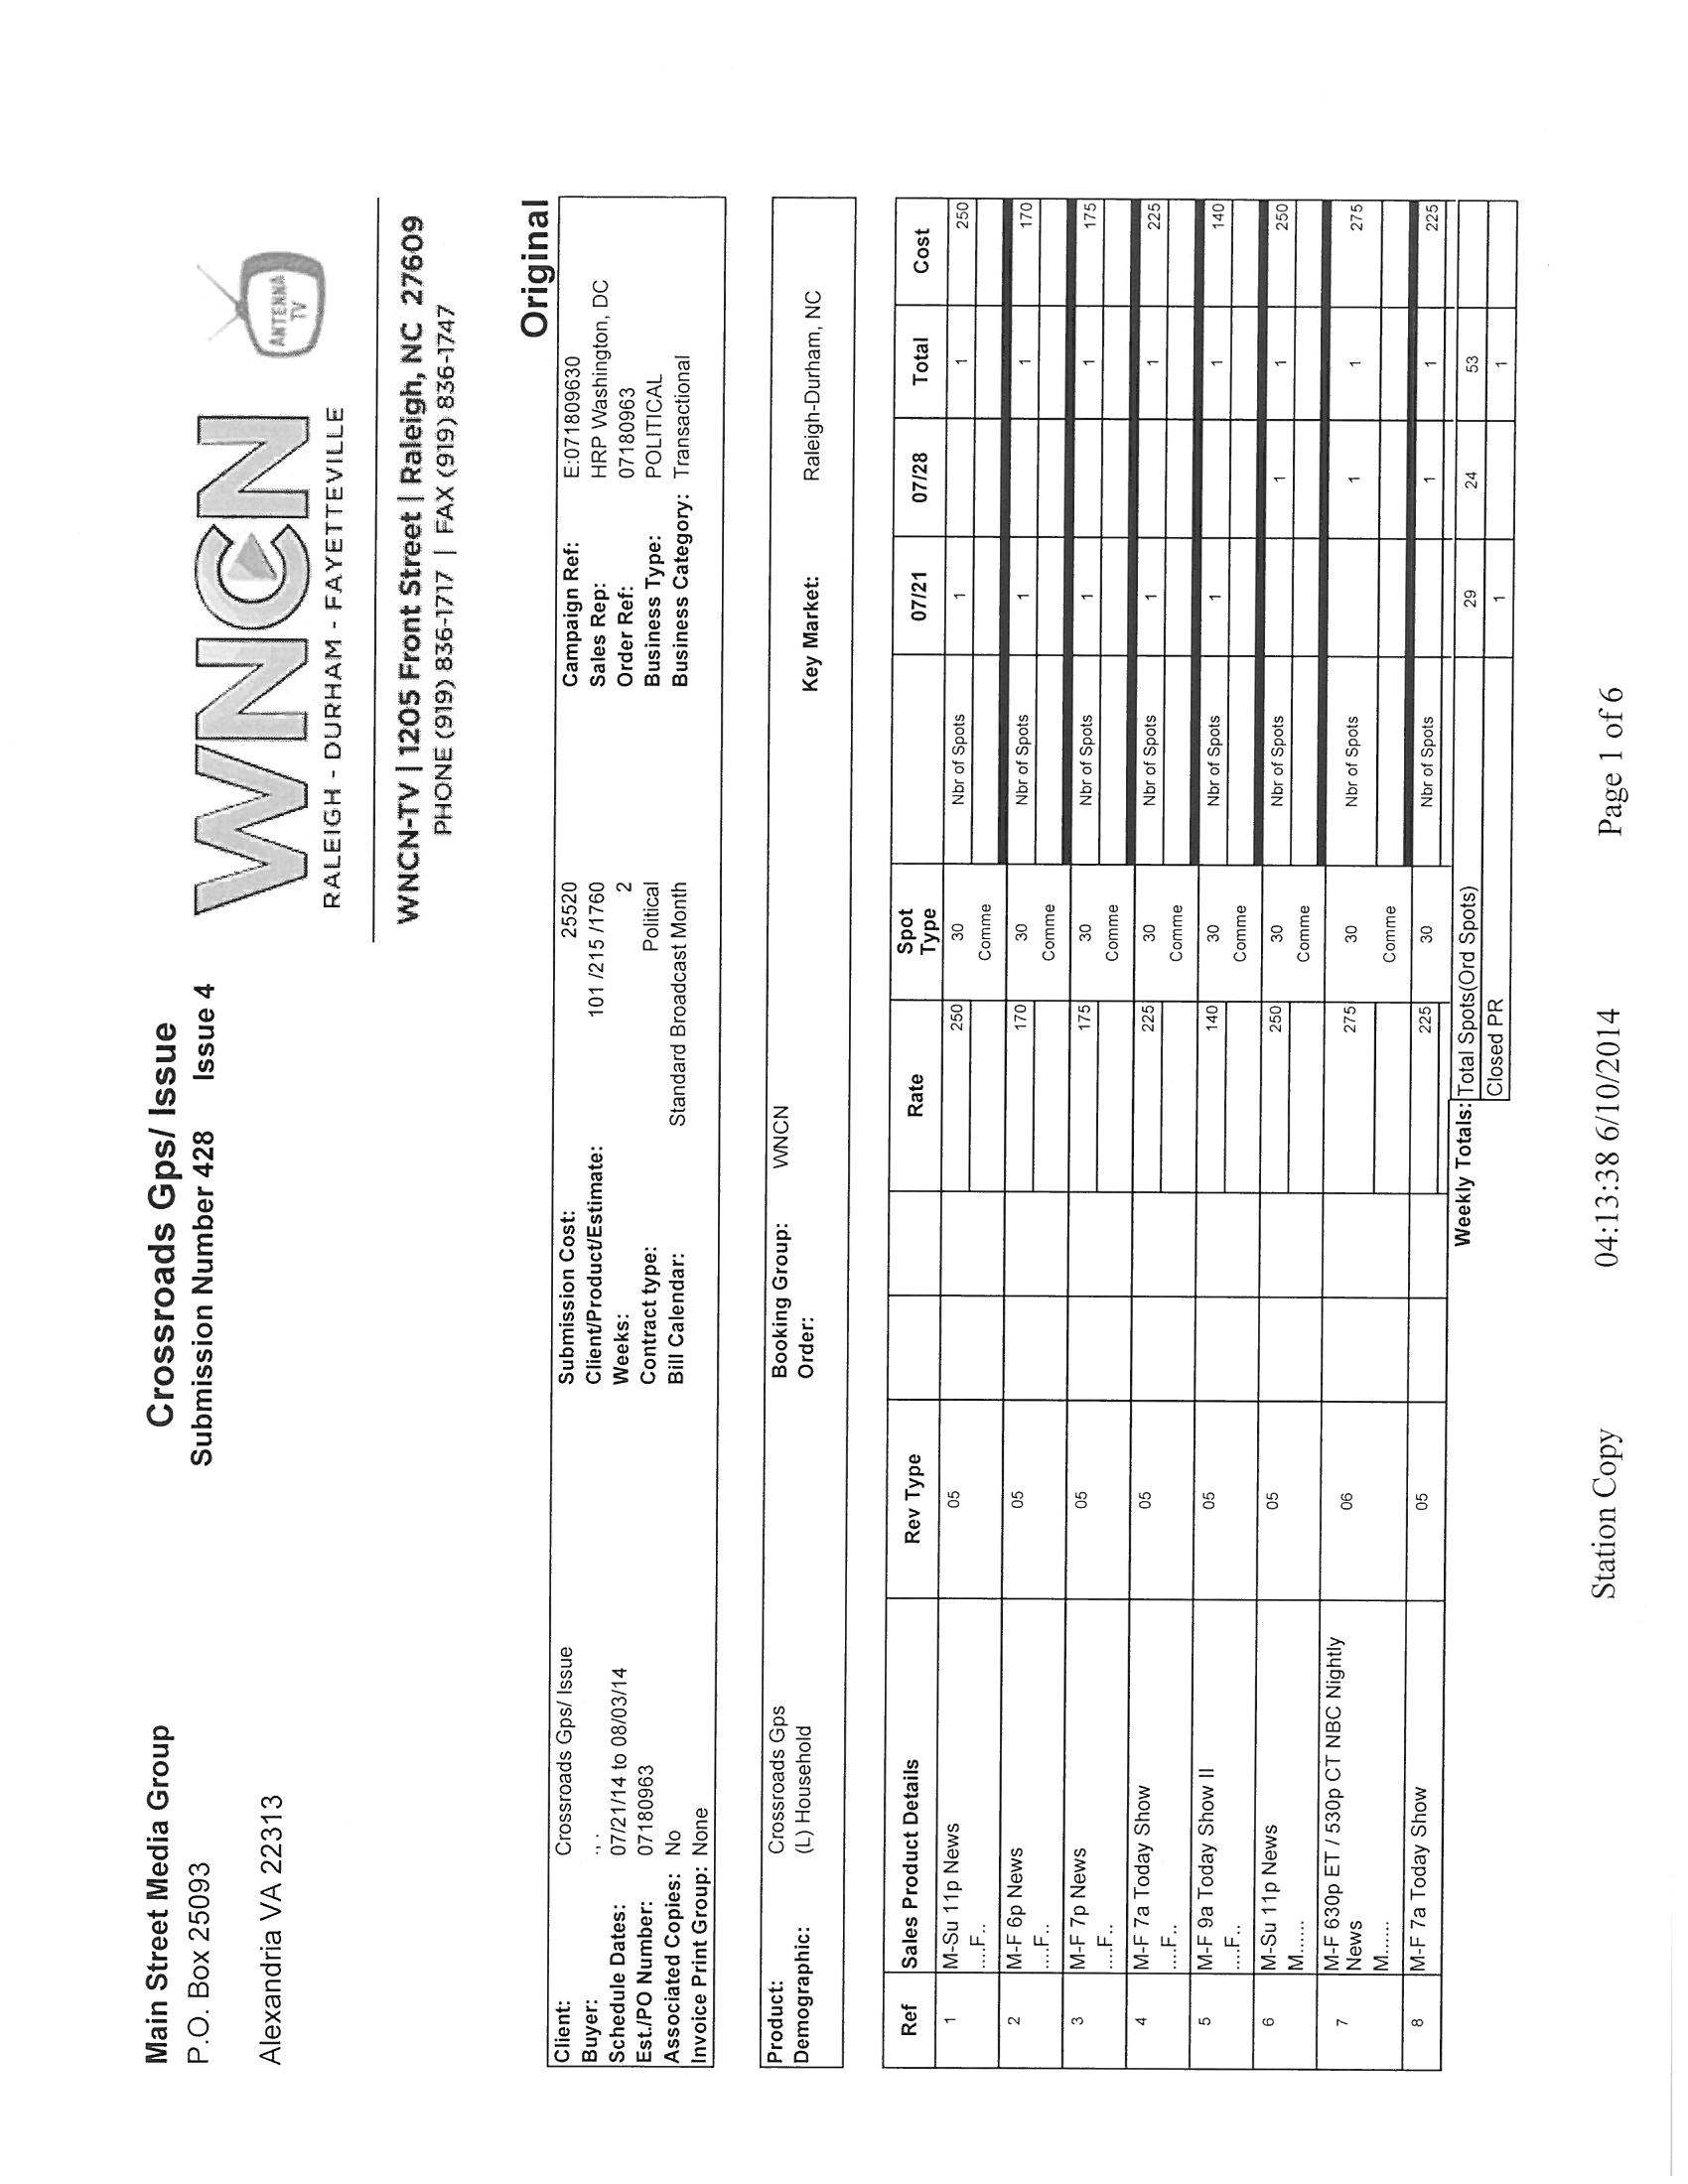 Main Street Media Group
P.O. Box 250093
Alexandria VA 22313
Crossroads Gps/ Issue
Submission Number 428 Issue 4
WNCN
RALEIGH - DURHAM - FAYETTEVILLE
ANTENNA
TV
WNCN-TV | 1205 Front Street | Raleigh, NC 27609
PHONE (919) 836-1717 | FAX (919) 836-1747
Original
Client: Crossroads Gps/ Issue Submission Cost: 25520 Campaign Ref: E:071809630
Buyer: ., . Client/Product/Estimate: 101 /215 /1760 Sales Rep: HRP Washington, DC
Schedule Dates: 07/21/14 to 08/03/14 Weeks: 2 Order Ref: 07180963
Est./PO Number: 07180963 Contract type: Political Business Type: POLITICAL
Associated Copies: No Bill Calendar: Standard Broadcast Month Business Category: Transactional
Invoice Print Group: None
Product: Crossroads Gps Booking Group: WNCN
Demographic: (L) Household Order: Key Market: Raleigh-Durham, NC
Ref Sales Product Details Rev Type Rate Spot Type 07/21 07/28 Total Cost
1 M-Su 11p News 05 250 30 Nbr of Spots 1 1 250
....F.. Comme
2 M-F 6p News 05 170 30 Nbr of Spots 1 1 170
....F.. Comme
3 M-F 7p News 05 175 30 Nbr of Spots 1 1 175
....F.. Comme
4 M-F 7a Today Show 05 225 30 Nbr of Spots 1 1 225
....F.. Comme
5 M-F 9a Today Show II 05 140 30 Nbr of Spots 1 1 140
....F.. Comme
6 M-Su 11p News 05 250 30 Nbr of Spots 1 1 250
M...... Comme
7 M-F 630p ET / 530p CT NBC Nightly 06 275 30 Nbr of Spots 1 1 275
News
M...... Comme
8 M-F 7a Today Show 05 225 30 Nbr of Spots 1 1 225
Weekly Totals: Total Spots(Ord Spots) 29 24 53
Closed PR 1 1
Station Copy 04:13:38 6/10/2014 Page 1 of 6